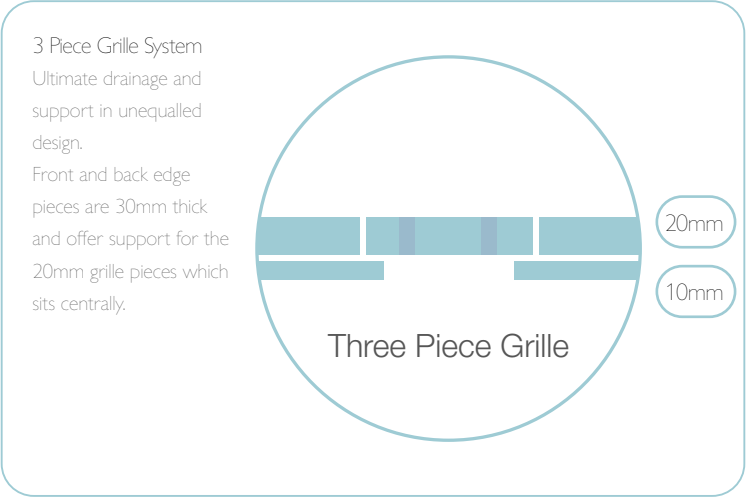 3 Piece Grille System
Ultimate drainage and
support in unequalled
design.
Front and back edge
pieces are 30mm thick
and offer support for the
20mm grille pieces which
sits centrally.
20mm
10mm
Three Piece Grille